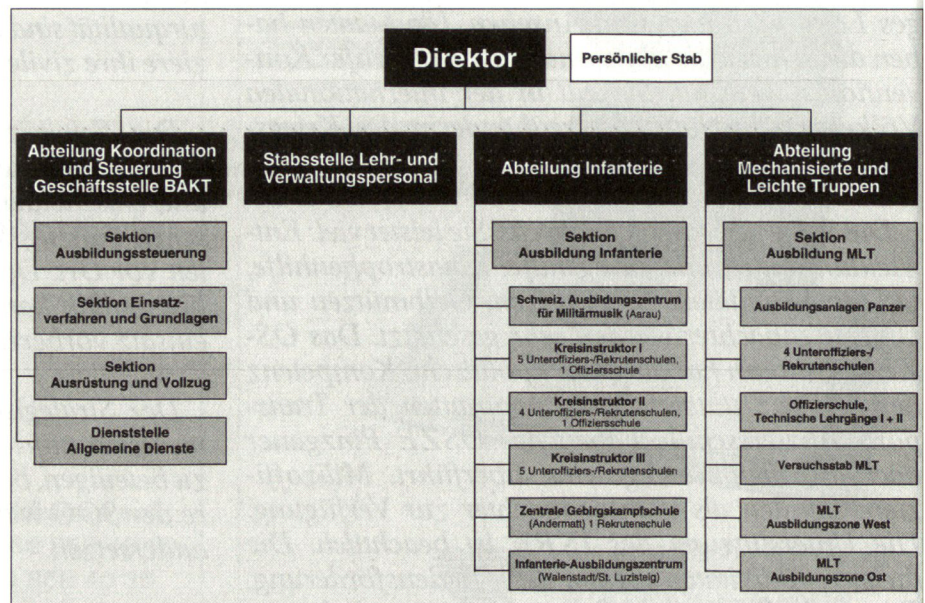 Direktor
Persönlicher Stab
Abteilung Koordination
und Steuerung
Geschäftsstelle BAKT
Sektion
Ausbildungssteuerung
Sektion Einsatz-
verfahren und Grundlagen
Sektion
Ausrüstung und Vollzug
Dienststelle
Allgemeine Dienste
Stabsstelle Lehr- und
Verwaltungspersonal
Abteilung Infanterie
Sektion
Ausbildung Infanterie
Schweiz. Ausbildungszentrum
für Militärmusik (Aarau)
Kreisinstruktor I
5 Unteroffiziers-/Rekrutenschulen,
1 Offiziersschule
Kreisinstruktor II
4 Unteroffiziers-/Rekrutenschulen,
1 Offiziersschule
Kreisinstruktor III
5 Unteroffiziers-/Rekrutenschulen
Zentrale Gebirgskampfschule
(Andermatt) 1 Rekrutenschule
Infanterie-Ausbildungszentrum
(Walenstadt/St. Luzisteig)
Abteilung
Mechanisierte und
Leichte Truppen
Sektion
Ausbildung MLT
Ausbildungsanlagen Panzer
4 Unteroffiziers-/
Rekrutenschulen
Offizierschule,
Technische Lehrgänge I + II
Versuchsstab MLT
MLT
Ausbildungszone West
MLT
Ausbildungszone Ost